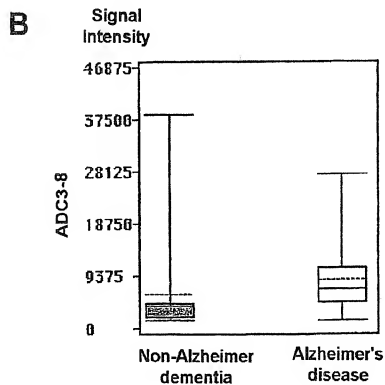 B
Signal
Intensity
46875
37500
28125
18750
9375
0
ADC3-8
Non-Alzheimer
dementia
Alzheimer's
disease